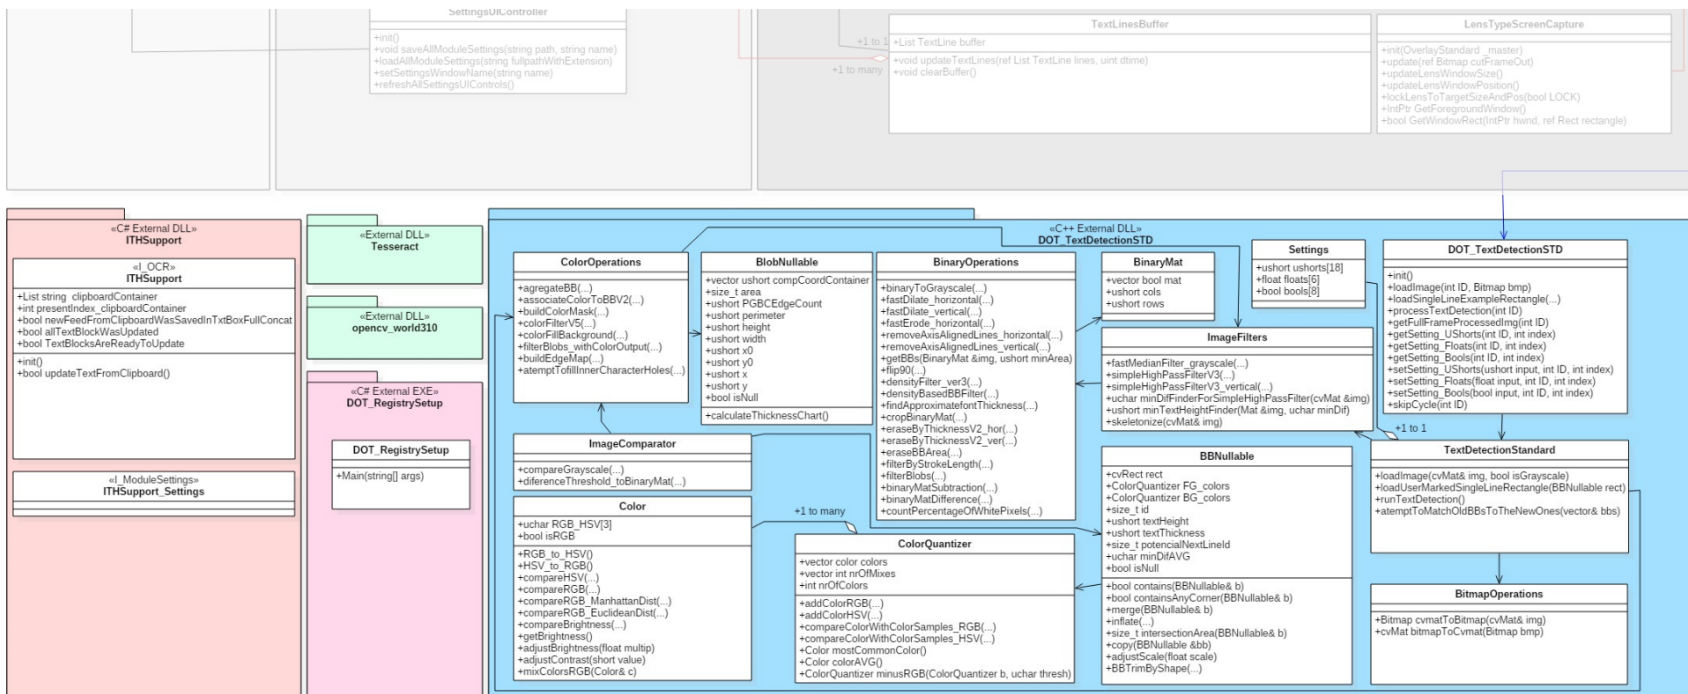 SettingsUIController
+init()
+void saveAllModuleSettings(string path, string name)
+loadAllModuleSettings(string fullpathWithExtension)
+setSettingsWindowName(string name)
+refreshAllSettingsUIControls()
TextLinesBuffer
+1 to 1
+List TextLine buffer
+1 to many
+void updateTextLines(ref List TextLine lines, uint dtime)
+void clearBuffer()
LensTypeScreenCapture
+init(OverlayStandard _master)
+update(ref Bitmap cutFrameOut)
+updateLensWindowSize()
+updateLensWindowPosition()
+lockLensToTargetSizeAndPos(bool LOCK)
+IntPtr GetForegroundWindow()
+bool GetWindowRect(IntPtr hwnd, ref Rect rectangle)
«C# External DLL»
ITHSupport
«I_OCR»
ITHSupport
+List string clipboardContainer
+int presentIndex_clipboardContainer
+bool newFeedFromClipboardWasSavedInTxtBoxFullConcat
+bool allTextBlockWasUpdated
+bool TextBlocksAreReadyToUpdate
+init()
+bool updateTextFromClipboard()
«I_ModuleSettings»
ITHSupport_Settings
«External DLL»
Tesseract
«External DLL»
opencv_world310
«C# External EXE»
DOT_RegistrySetup
DOT_RegistrySetup
+Main(string[] args)
«C++ External DLL»
DOT_TextDetectionSTD
ColorOperations
+agregateBB(...)
+associateColorToBBV2(...)
+buildColorMask(...)
+colorFilterV5(...)
+colorFillBackground(...)
+filterBlobs_withColorOutput(...)
+buildEdgeMap(...)
+atemptTofillInnerCharacterHoles(...)
BlobNullable
+vector ushort compCoordContainer
+size_t area
+ushort PGBCEdgeCount
+ushort perimeter
+ushort height
+ushort width
+ushort x0
+ushort y0
+ushort x
+ushort y
+bool isNull
+calculateThicknessChart()
BinaryOperations
+binaryToGrayscale(...)
+fastDilate_horizontal(...)
+fastDilate_vertical(...)
+fastErode_horizontal(...)
+removeAxisAlignedLines_horizontal(...)
+removeAxisAlignedLines_vertical(...)
+getBBs(BinaryMat &img, ushort minArea)
+flip90(...)
+densityFilter_ver3(...)
+densityBasedBBFilter(...)
+findApproximatefontThickness(...)
+cropBinaryMat(...)
+eraseByThicknessV2_hor(...)
+eraseByThicknessV2_ver(...)
+eraseBBArea(...)
+filterByStrokeLength(...)
+filterBlobs(...)
+binaryMatSubtraction(...)
+binaryMatDifference(...)
+countPercentageOfWhitePixels(...)
BinaryMat
+vector bool mat
+ushort cols
+ushort rows
Settings
+ushort ushorts[18]
+float floats[6]
+bool bools[8]
DOT_TextDetectionSTD
+init()
+loadImage(int ID, Bitmap bmp)
+loadSingleLineExampleRectangle(...)
+processTextDetection(int ID)
+getFullFrameProcessedImg(int ID)
+getSetting_UShorts(int ID, int index)
+getSetting_Floats(int ID, int index)
+getSetting_Bools(int ID, int index)
+setSetting_UShorts(ushort input, int ID, int index)
+setSetting_Floats(float input, int ID, int index)
+setSetting_Bools(bool input, int ID, int index)
+skipCycle(int ID)
ImageFilters
+fastMedianFilter_grayscale(...)
+simpleHighPassFilterV3(...)
+simpleHighPassFilterV3_vertical(...)
+uchar minDifFinderForSimpleHighPassFilter(cvMat &img)
+ushort minTextHeightFinder(Mat &img, uchar minDif)
+skeletonize(cvMat& img)
+1 to 1
ImageComparator
+compareGrayscale(...)
+diferenceThreshold_toBinaryMat(...)
Color
+uchar RGB_HSV[3]
+bool isRGB
+RGB_to_HSV()
+HSV_to_RGB()
+compareHSV(...)
+compareRGB(...)
+compareRGB_ManhattanDist(...)
+compareRGB_EuclideanDist(...)
+compareBrightness(...)
+getBrightness()
+adjustBrightness(float multip)
+adjustContrast(short value)
+mixColorsRGB(Color& c)
+1 to many
ColorQuantizer
+vector color colors
+vector int nrOfMixes
+int nrOfColors
+addColorRGB(...)
+addColorHSV(...)
+compareColorWithColorSamples_RGB(...)
+compareColorWithColorSamples_HSV(...)
+Color mostCommonColor()
+Color colorAVG()
+ColorQuantizer minusRGB(ColorQuantizer b, uchar thresh)
BBNullable
+cvRect rect
+ColorQuantizer FG_colors
+ColorQuantizer BG_colors
+size_t id
+ushort textHeight
+ushort textThickness
+size_t potencialNextLineId
+uchar minDifAVG
+bool isNull
+bool contains(BBNullable& b)
+bool containsAnyCorner(BBNullable& b)
+merge(BBNullable& b)
+inflate(...)
+size_t intersectionArea(BBNullable& b)
+copy(BBNullable &bb)
+adjustScale(float scale)
+BBTrimByShape(...)
TextDetectionStandard
+loadImage(cvMat& img, bool isGrayscale)
+loadUserMarkedSingleLineRectangle(BBNullable rect)
+runTextDetection()
+atemptToMatchOldBBsToTheNewOnes(vector& bbs)
BitmapOperations
+Bitmap cvmatToBitmap(cvMat& img)
+cvMat bitmapToCvmat(Bitmap bmp)